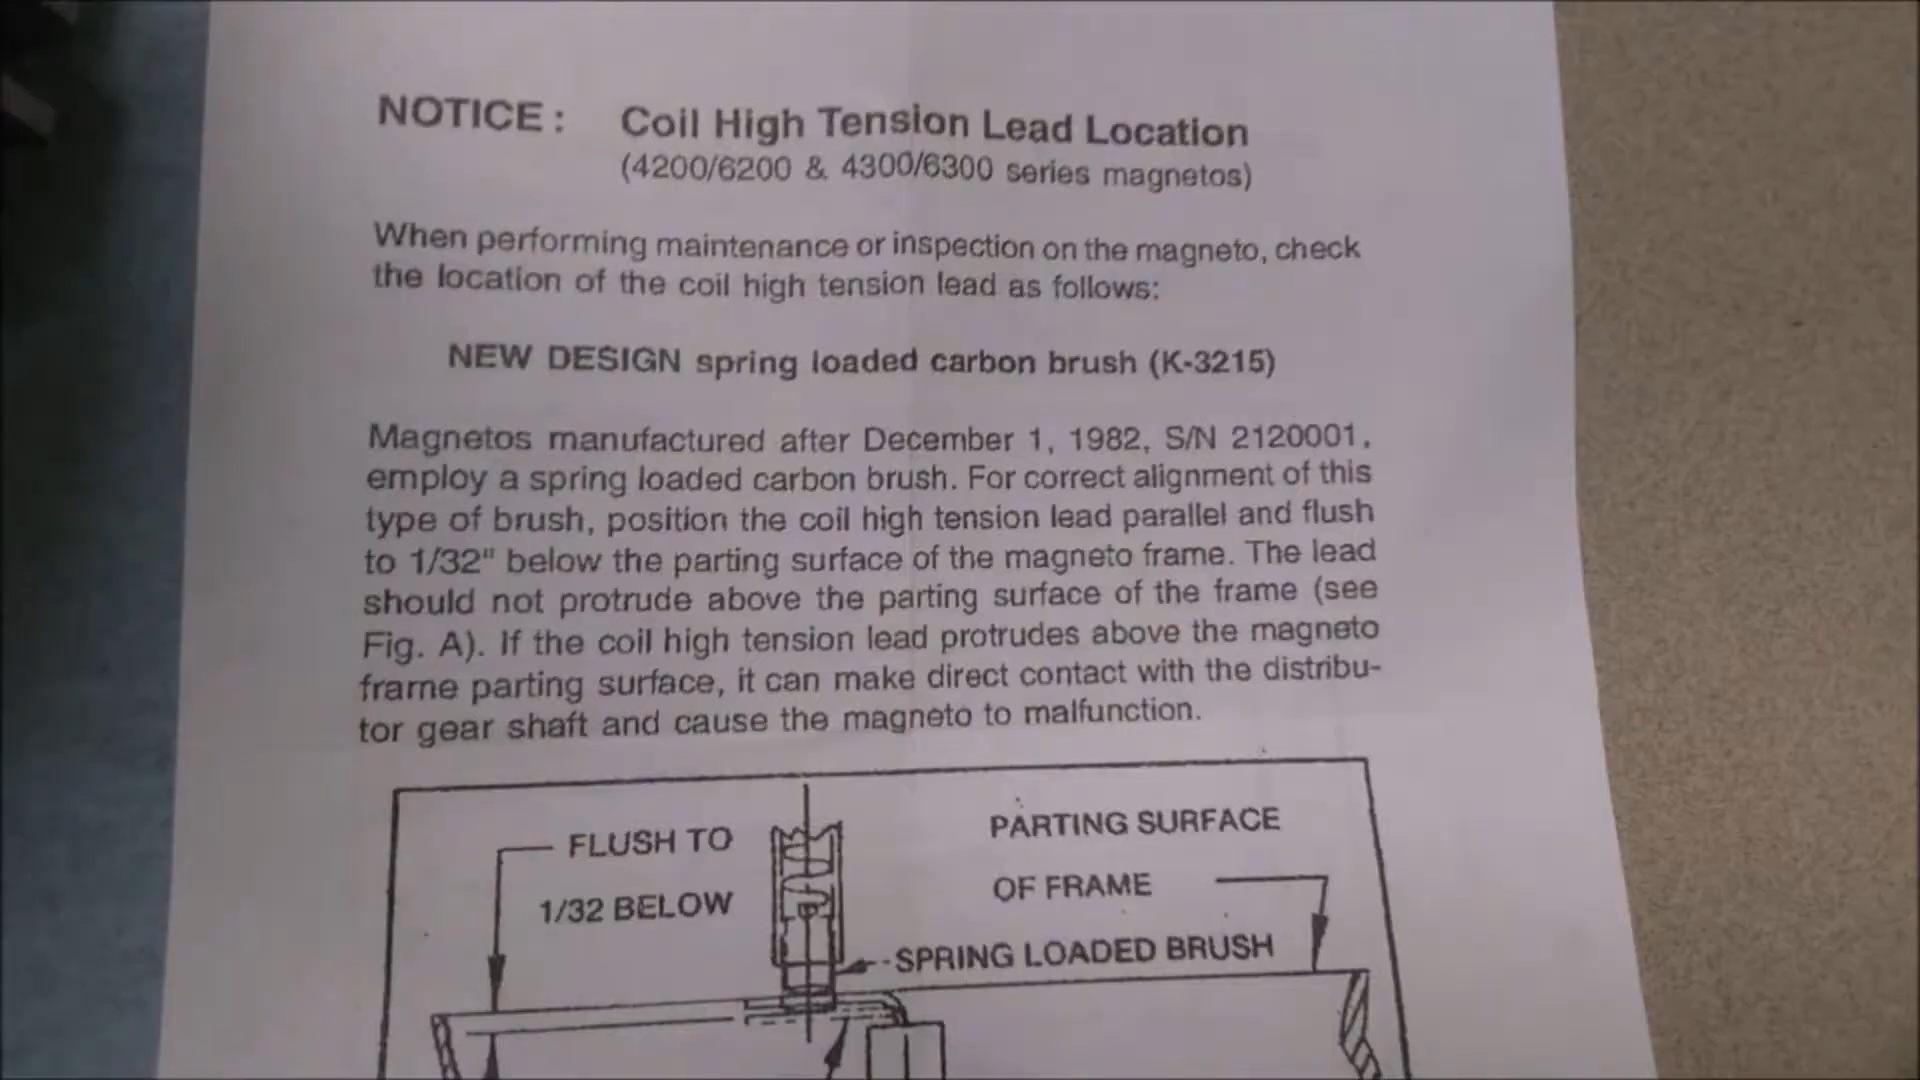 NOTICE: Coil High Tension Lead Location
(4200/6200 & 4300/6300 series magnetos)
When performing maintenance or inspection on the magneto, check
the location of the coil high tension lead as follows:
NEW DESIGN spring loaded carbon brush (K-3215)
Magnetos manufactured after December 1, 1982, S/N 2120001,
employ a spring loaded carbon brush. For correct alignment of this
type of brush, position the coil high tension lead parallel and flush
to 1/32" below the parting surface of the magneto frame. The lead
should not protrude above the parting surface of the frame (see
Fig. A). If the coil high tension lead protrudes above the magneto
frame parting surface, it can make direct contact with the distribu-
tor gear shaft and cause the magneto to malfunction.
FLUSH TO
1/32 BELOW
PARTING SURFACE
OF FRAME
SPRING LOADED BRUSH